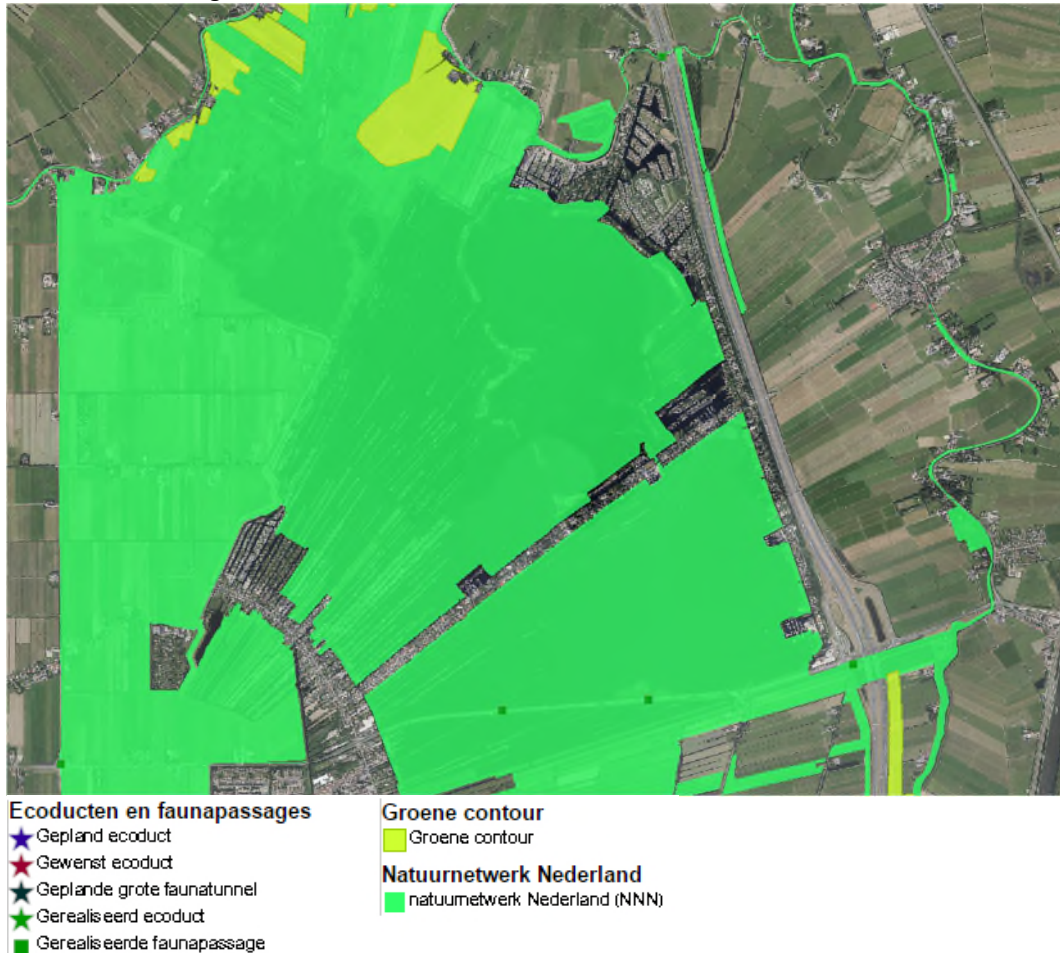 Ecoducten en faunapassages
Gepland ecoduct
Gewenst ecoduct
Geplande grote faunatunnel
Gerealiseerd ecoduct
Gerealiseerde faunapassage
Groene contour
Groene contour
Natuurnetwerk Nederland
natuurnetwerk Nederland (NNN)